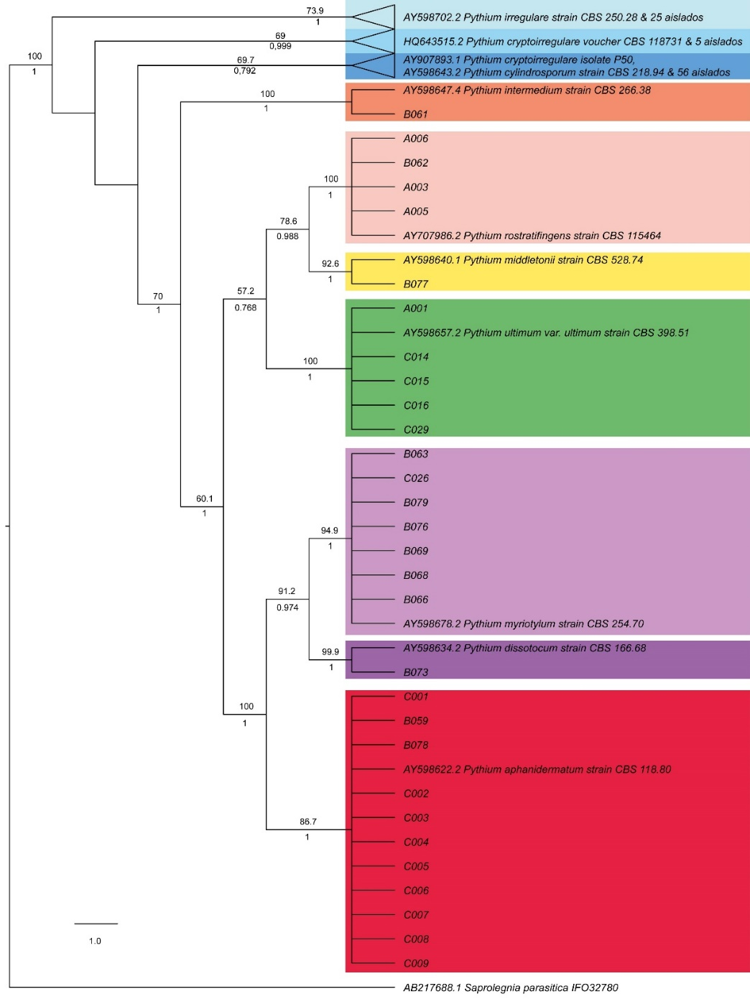 73.9
1
AY598702.2 Pythium irregulare strain CBS 250.28 & 25 aislados
69
0,999
HQ643515.2 Pythium cryptoirregulare voucher CBS 118731 & 5 aislados
100
1
69.7
0,792
AY907893.1 Pythium cryptoirregulare isolate P50,
AY598643.2 Pythium cylindrosporum strain CBS 218.94 & 56 aislados
100
1
AY598647.4 Pythium intermedium strain CBS 266.38
B061
A006
B062
100
1
A003
A005
78.6
0.988
AY707986.2 Pythium rostratifingens strain CBS 115464
92.6
1
AY598640.1 Pythium middletonii strain CBS 528.74
B077
70
1
57.2
0.768
A001
AY598657.2 Pythium ultimum var. ultimum strain CBS 398.51
C014
100
1
C015
C016
C029
B063
C026
60.1
1
B079
B076
94.9
1
B069
B068
91.2
0.974
B066
AY598678.2 Pythium myriotylum strain CBS 254.70
99.9
1
AY598634.2 Pythium dissotocum strain CBS 166.68
B073
C001
100
1
B059
B078
AY598622.2 Pythium aphanidermatum strain CBS 118.80
C002
C003
86.7
1
C004
C005
C006
C007
C008
1.0
C009
AB217688.1 Saprolegnia parasitica IFO32780